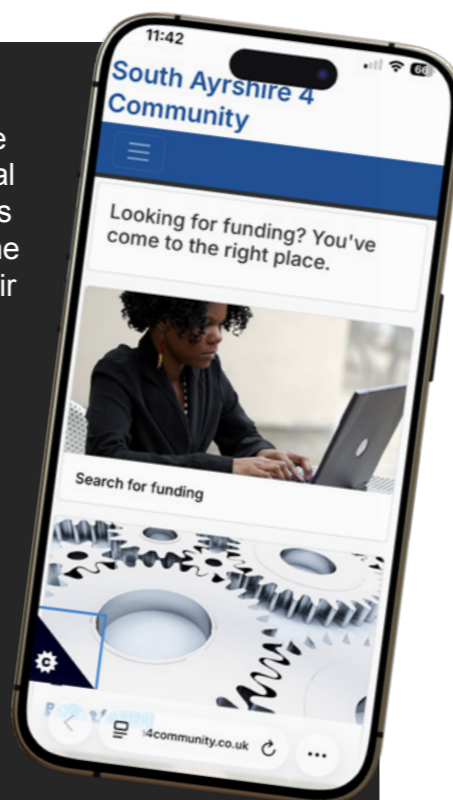 11:42
66
South Ayrshire 4
Community
Looking for funding? You've
come to the right place.
Search for funding
4community.co.uk